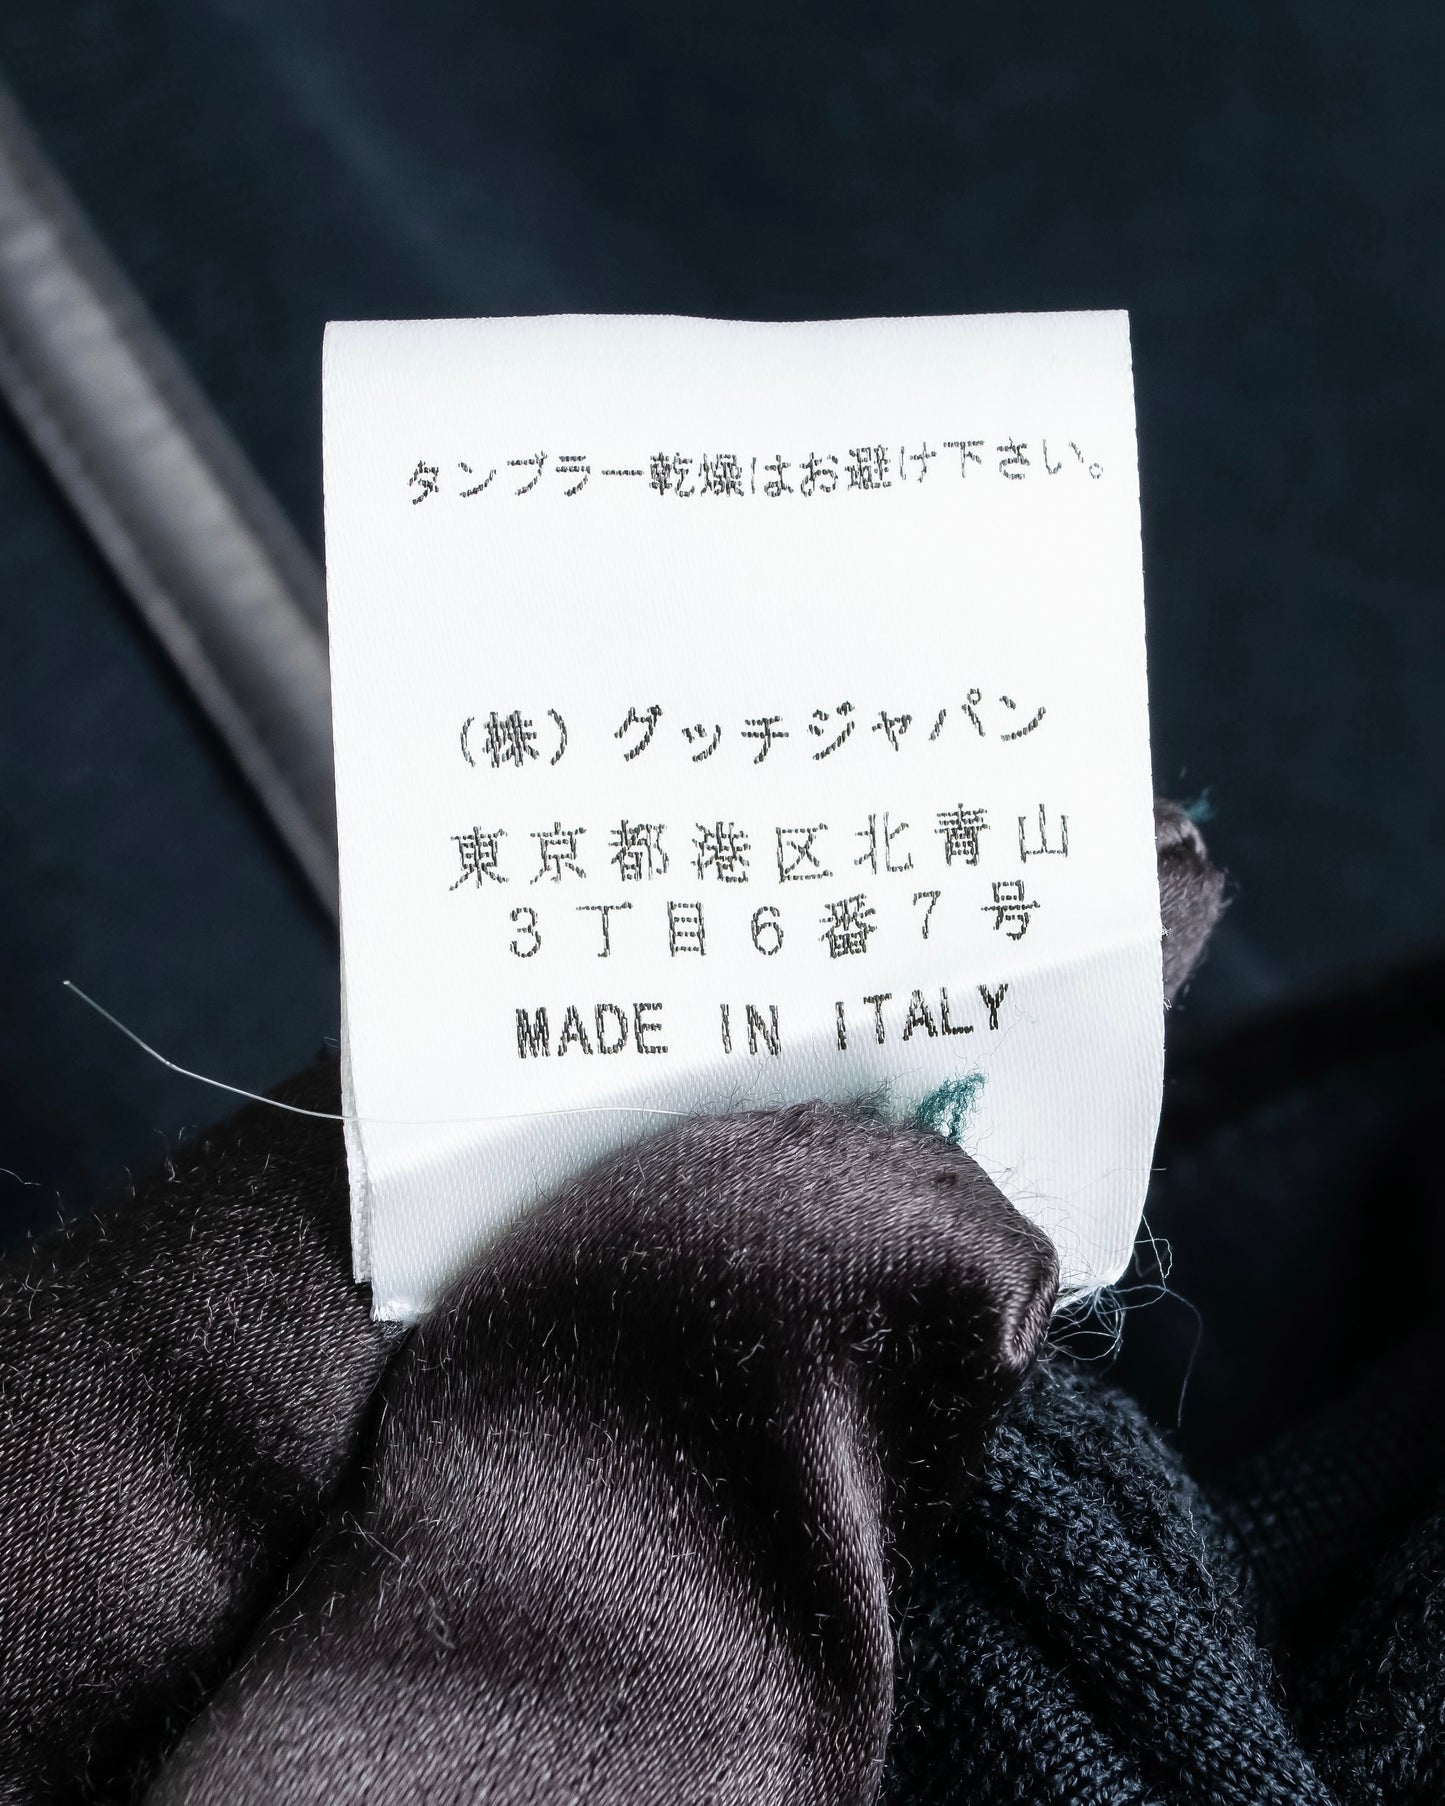 タンブラー乾燥はお避け下さい。
(株)グッチジャパン
東京都港区北青山
3丁目6番7号
MADE IN ITALY